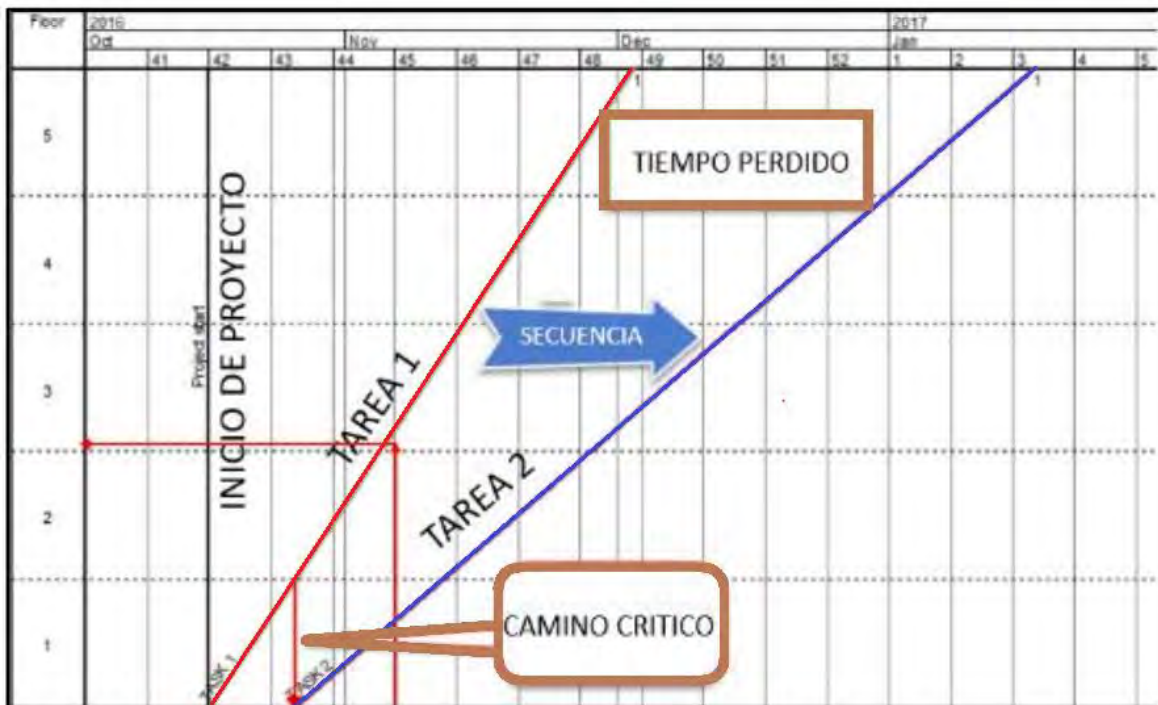 Floor 2016 2017
Oct Nov Dec Jan
41 42 43 44 45 46 47 48 49 50 51 52 1 2 3 4 5
1 1
5
TIEMPO PERDIDO
4
INICIO DE PROYECTO
Project start
SECUENCIA
3
TAREA 1
TAREA 2
2
CAMINO CRITICO
1
TASK 1
TASK 2